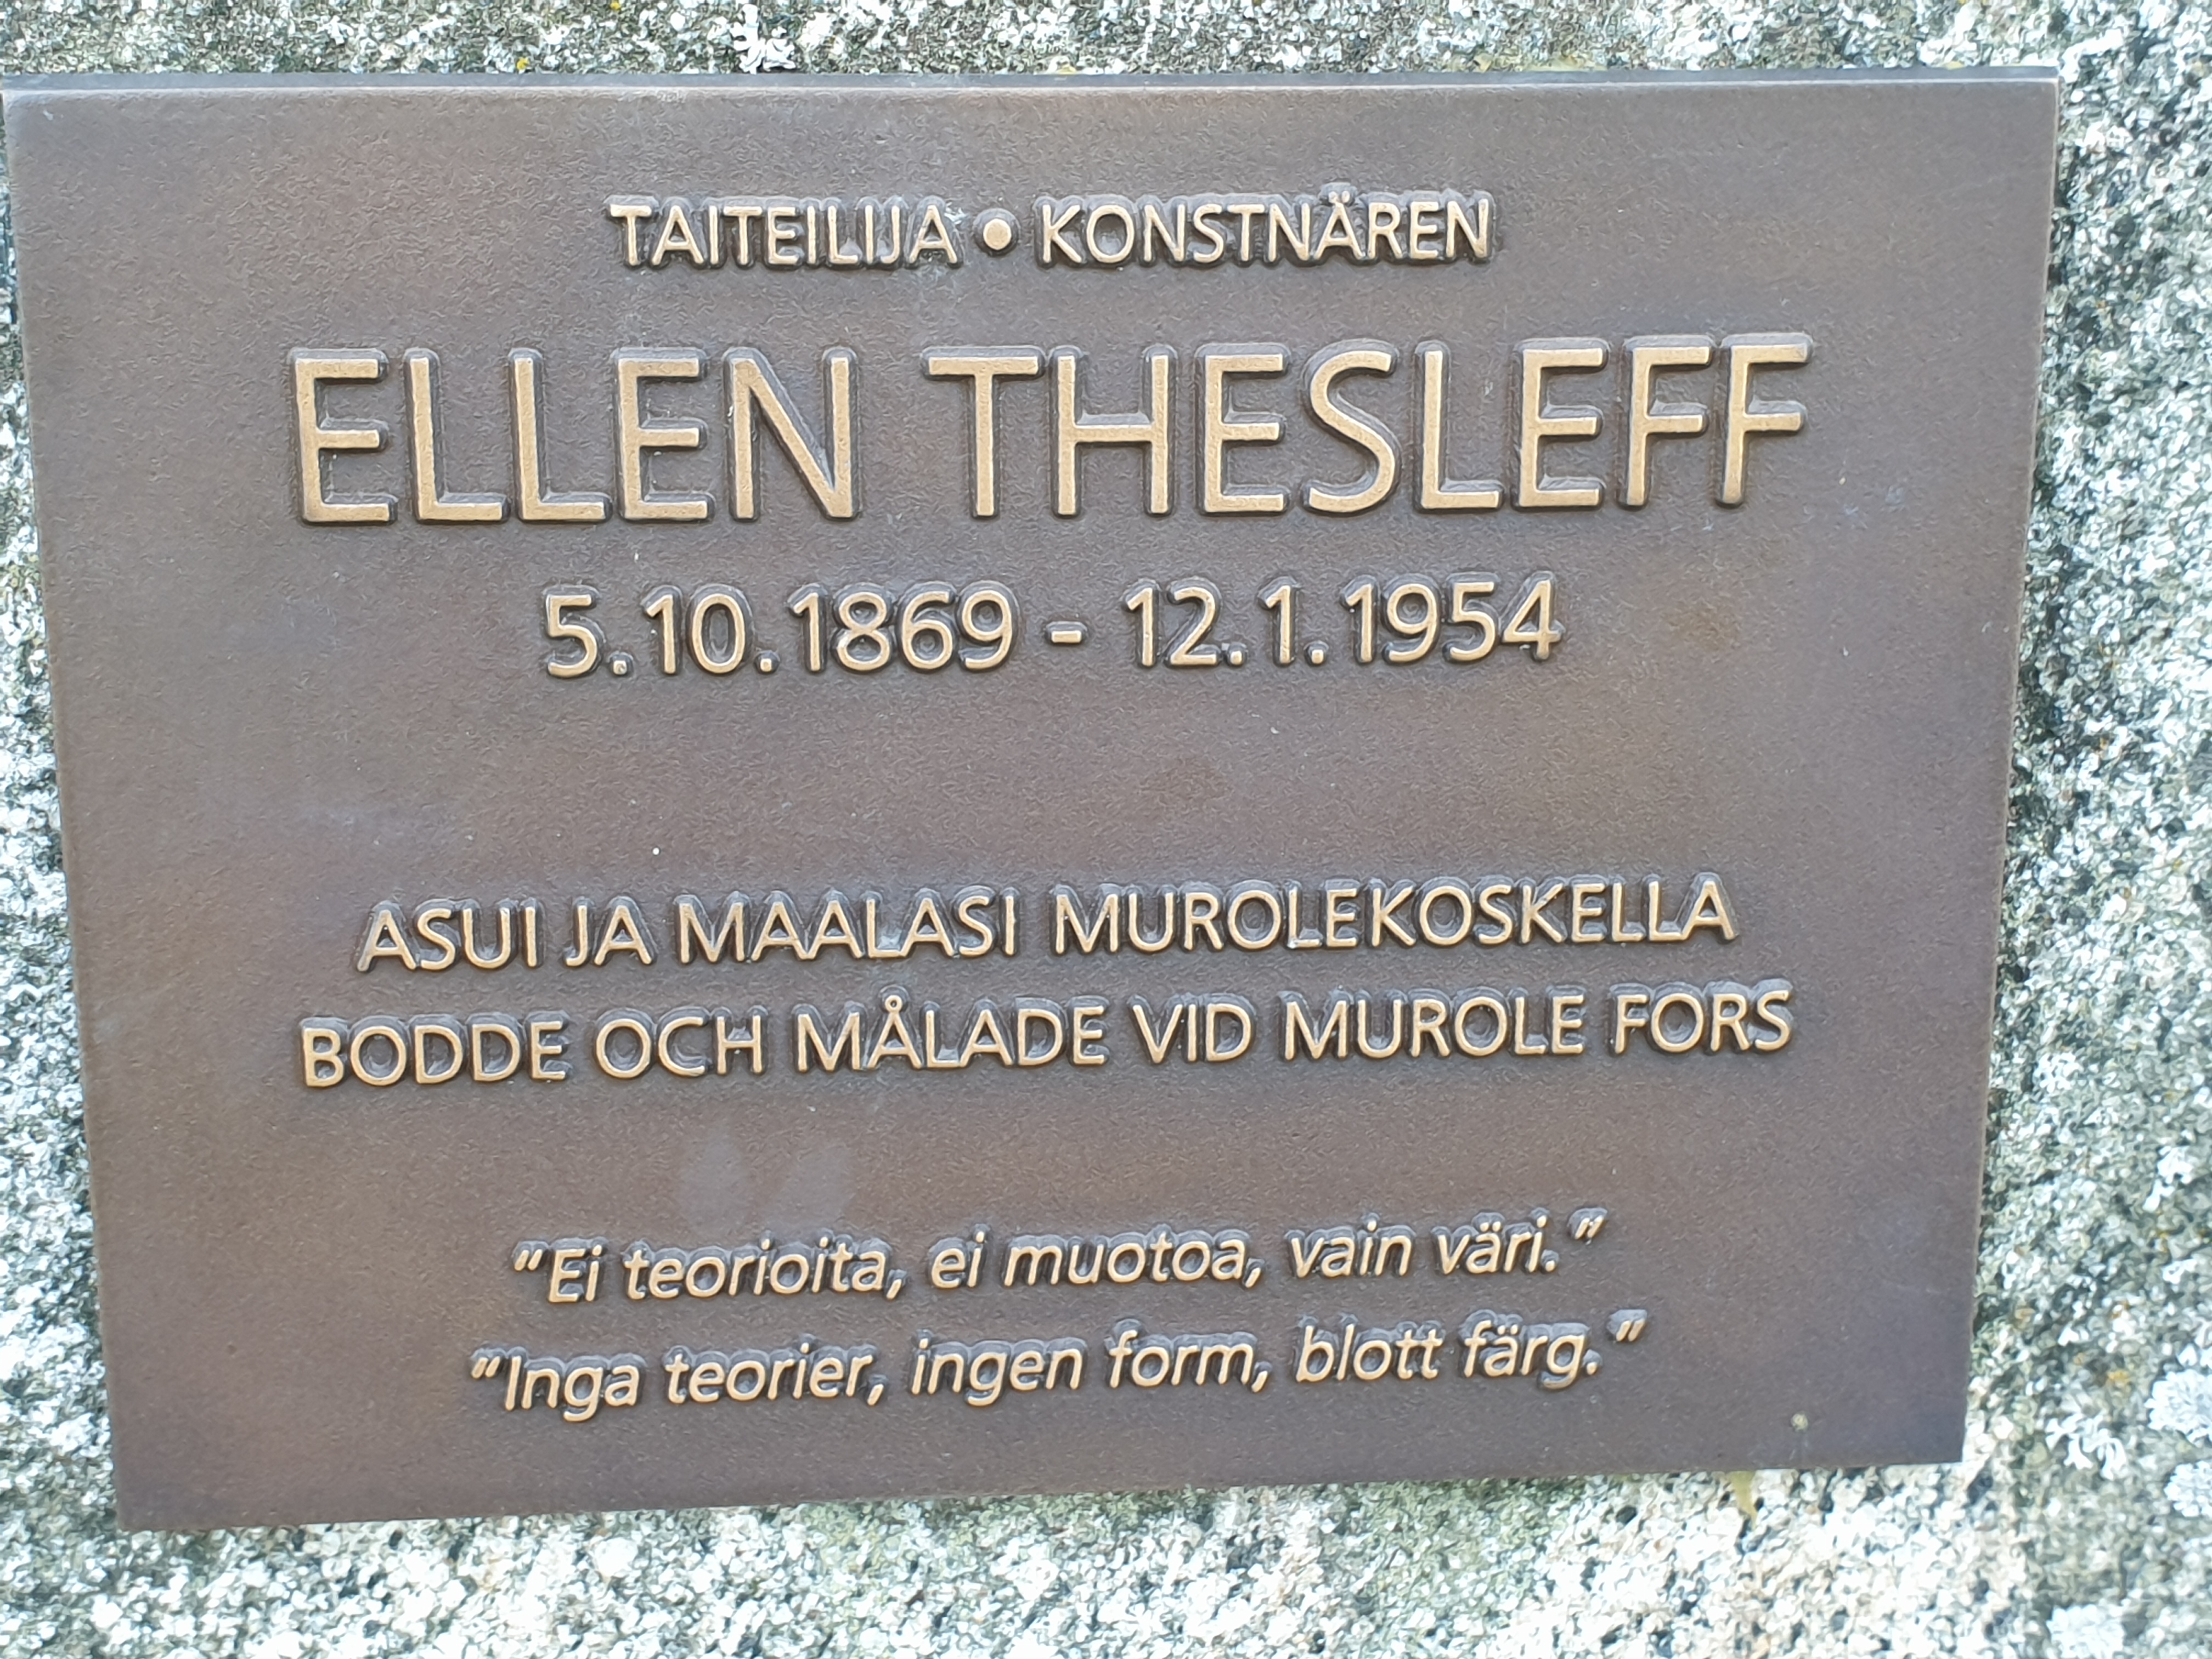 TAITEILIJA • KONSTNÄREN
ELLEN THESLEFF
5.10.1869 - 12.1.1954
ASUI JA MAALASI MUROLEKOSKELLA
BODDE OCH MÅLADE VID MUROLE FORS
"Ei teorioita, ei muotoa, vain väri."
"Inga teorier, ingen form, blott färg."